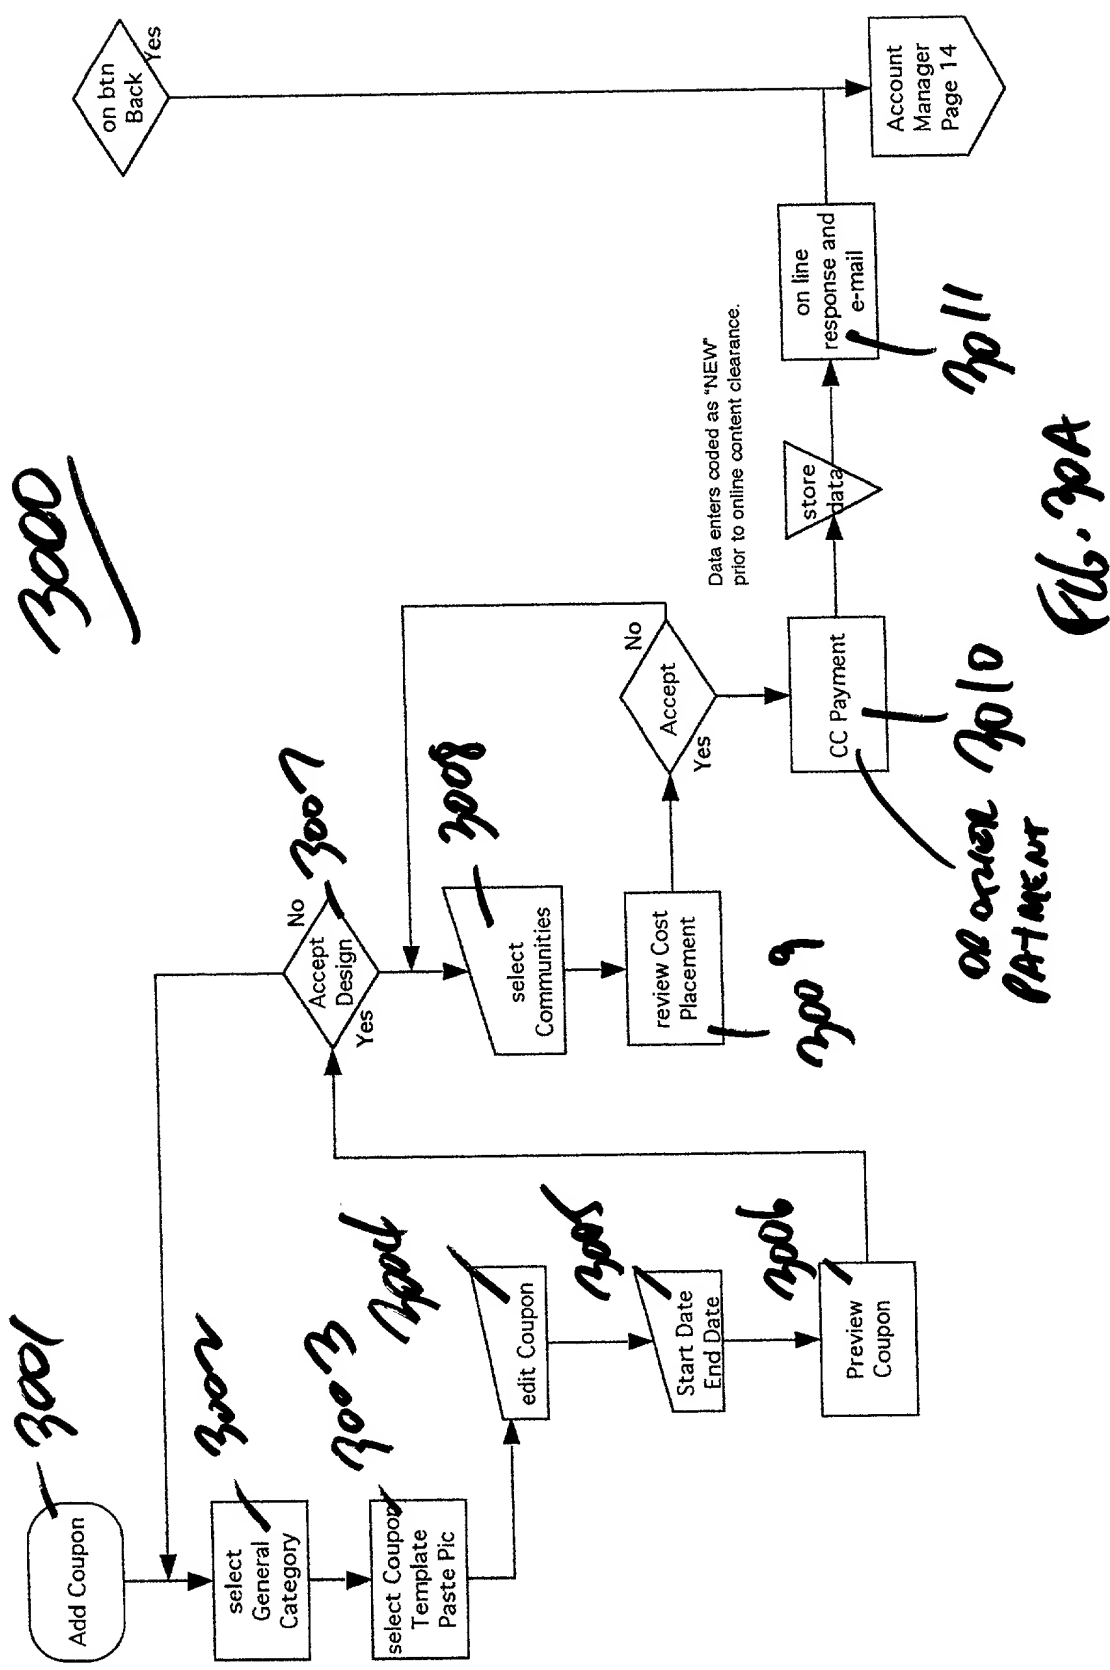 3000
Add Coupon
3001
select
General
Category
3002
select Coupon
Template
Paste Pic
3003
edit Coupon
3004
Start Date
End Date
3005
Preview
Coupon
3006
Accept
Design
No
Yes
3007
select
Communities
3008
review Cost
Placement
3009
Accept
No
Yes
CC Payment
3010
OR OTHER
PAYMENT
Data enters coded as "NEW"
prior to online content clearance.
store
data
on line
response and
e-mail
3011
on btn
Back
Yes
Account
Manager
Page 14
FIG. 30A